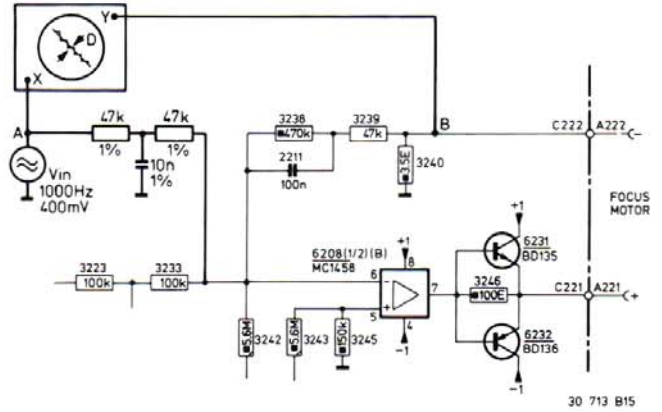 Y
D
X
A
47k
1%
47k
1%
10n
1%
Vin
1000Hz
400mV
3238
470k
2211
100n
3239
47k
B
3.5E
3240
C222
A222
(-)
FOCUS
MOTOR
3223
100k
3233
100k
6208(1/2)(B)
MC1458
+1
8
6
-
+
5
7
4
-1
5.6M
3242
5.6M
3243
150k
3245
+1
6231
BD135
3246
100E
C221
A221
(+)
6232
BD136
-1
30 713 B15